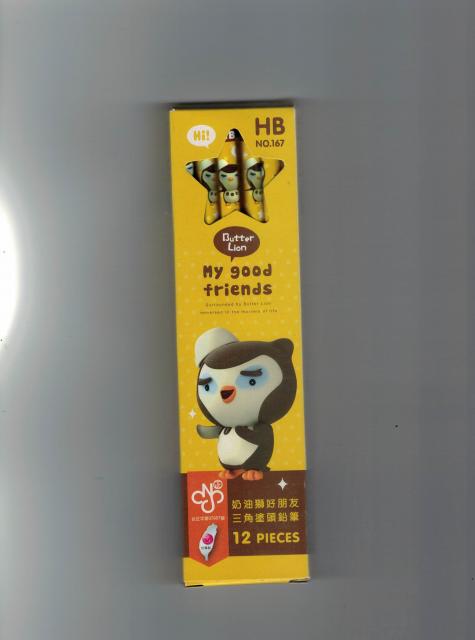 Hi!
HB
NO.167
Butter
Lion
My good
friends
Surrounded by Butter Lion
immersed in the murmurs of life
奶油獅好朋友
三角塗頭鉛筆
12 PIECES